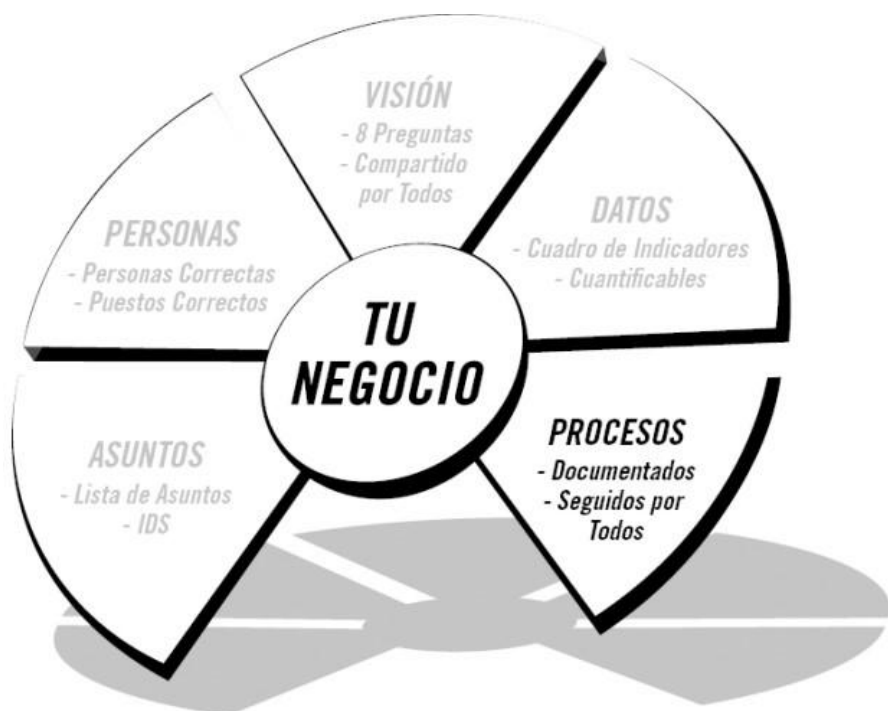 VISIÓN
- 8 Preguntas
- Compartido
por Todos
PERSONAS
- Personas Correctas
- Puestos Correctos
DATOS
- Cuadro de Indicadores
- Cuantificables
TU
NEGOCIO
ASUNTOS
- Lista de Asuntos
- IDS
PROCESOS
- Documentados
- Seguidos por
Todos